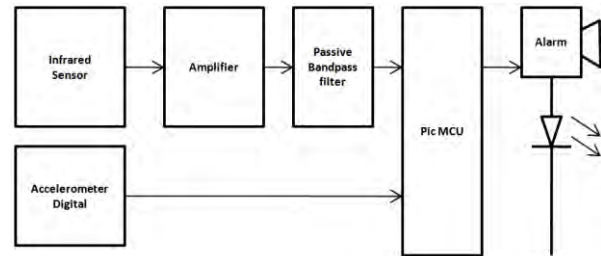 Infrared
Sensor
Amplifier
Passive
Bandpass
filter
Pic MCU
Alarm
Accelerometer
Digital